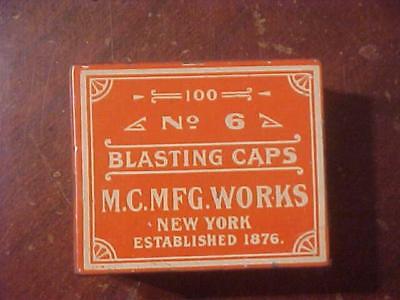 100
No 6
BLASTING CAPS
M.C.MFG.WORKS
NEW YORK
ESTABLISHED 1876.